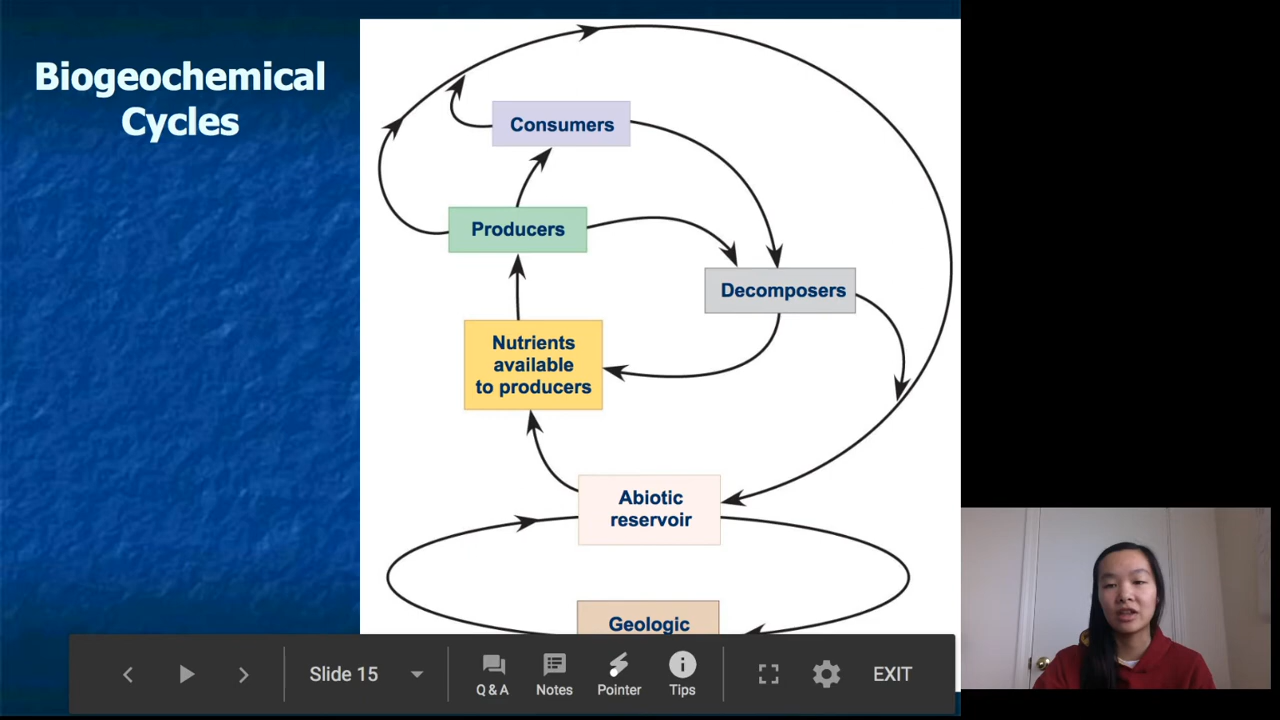 Biogeochemical
Cycles
Consumers
Producers
Decomposers
Nutrients
available
to producers
Abiotic
reservoir
Geologic
Slide 15
Q & A
Notes
Pointer
Tips
EXIT